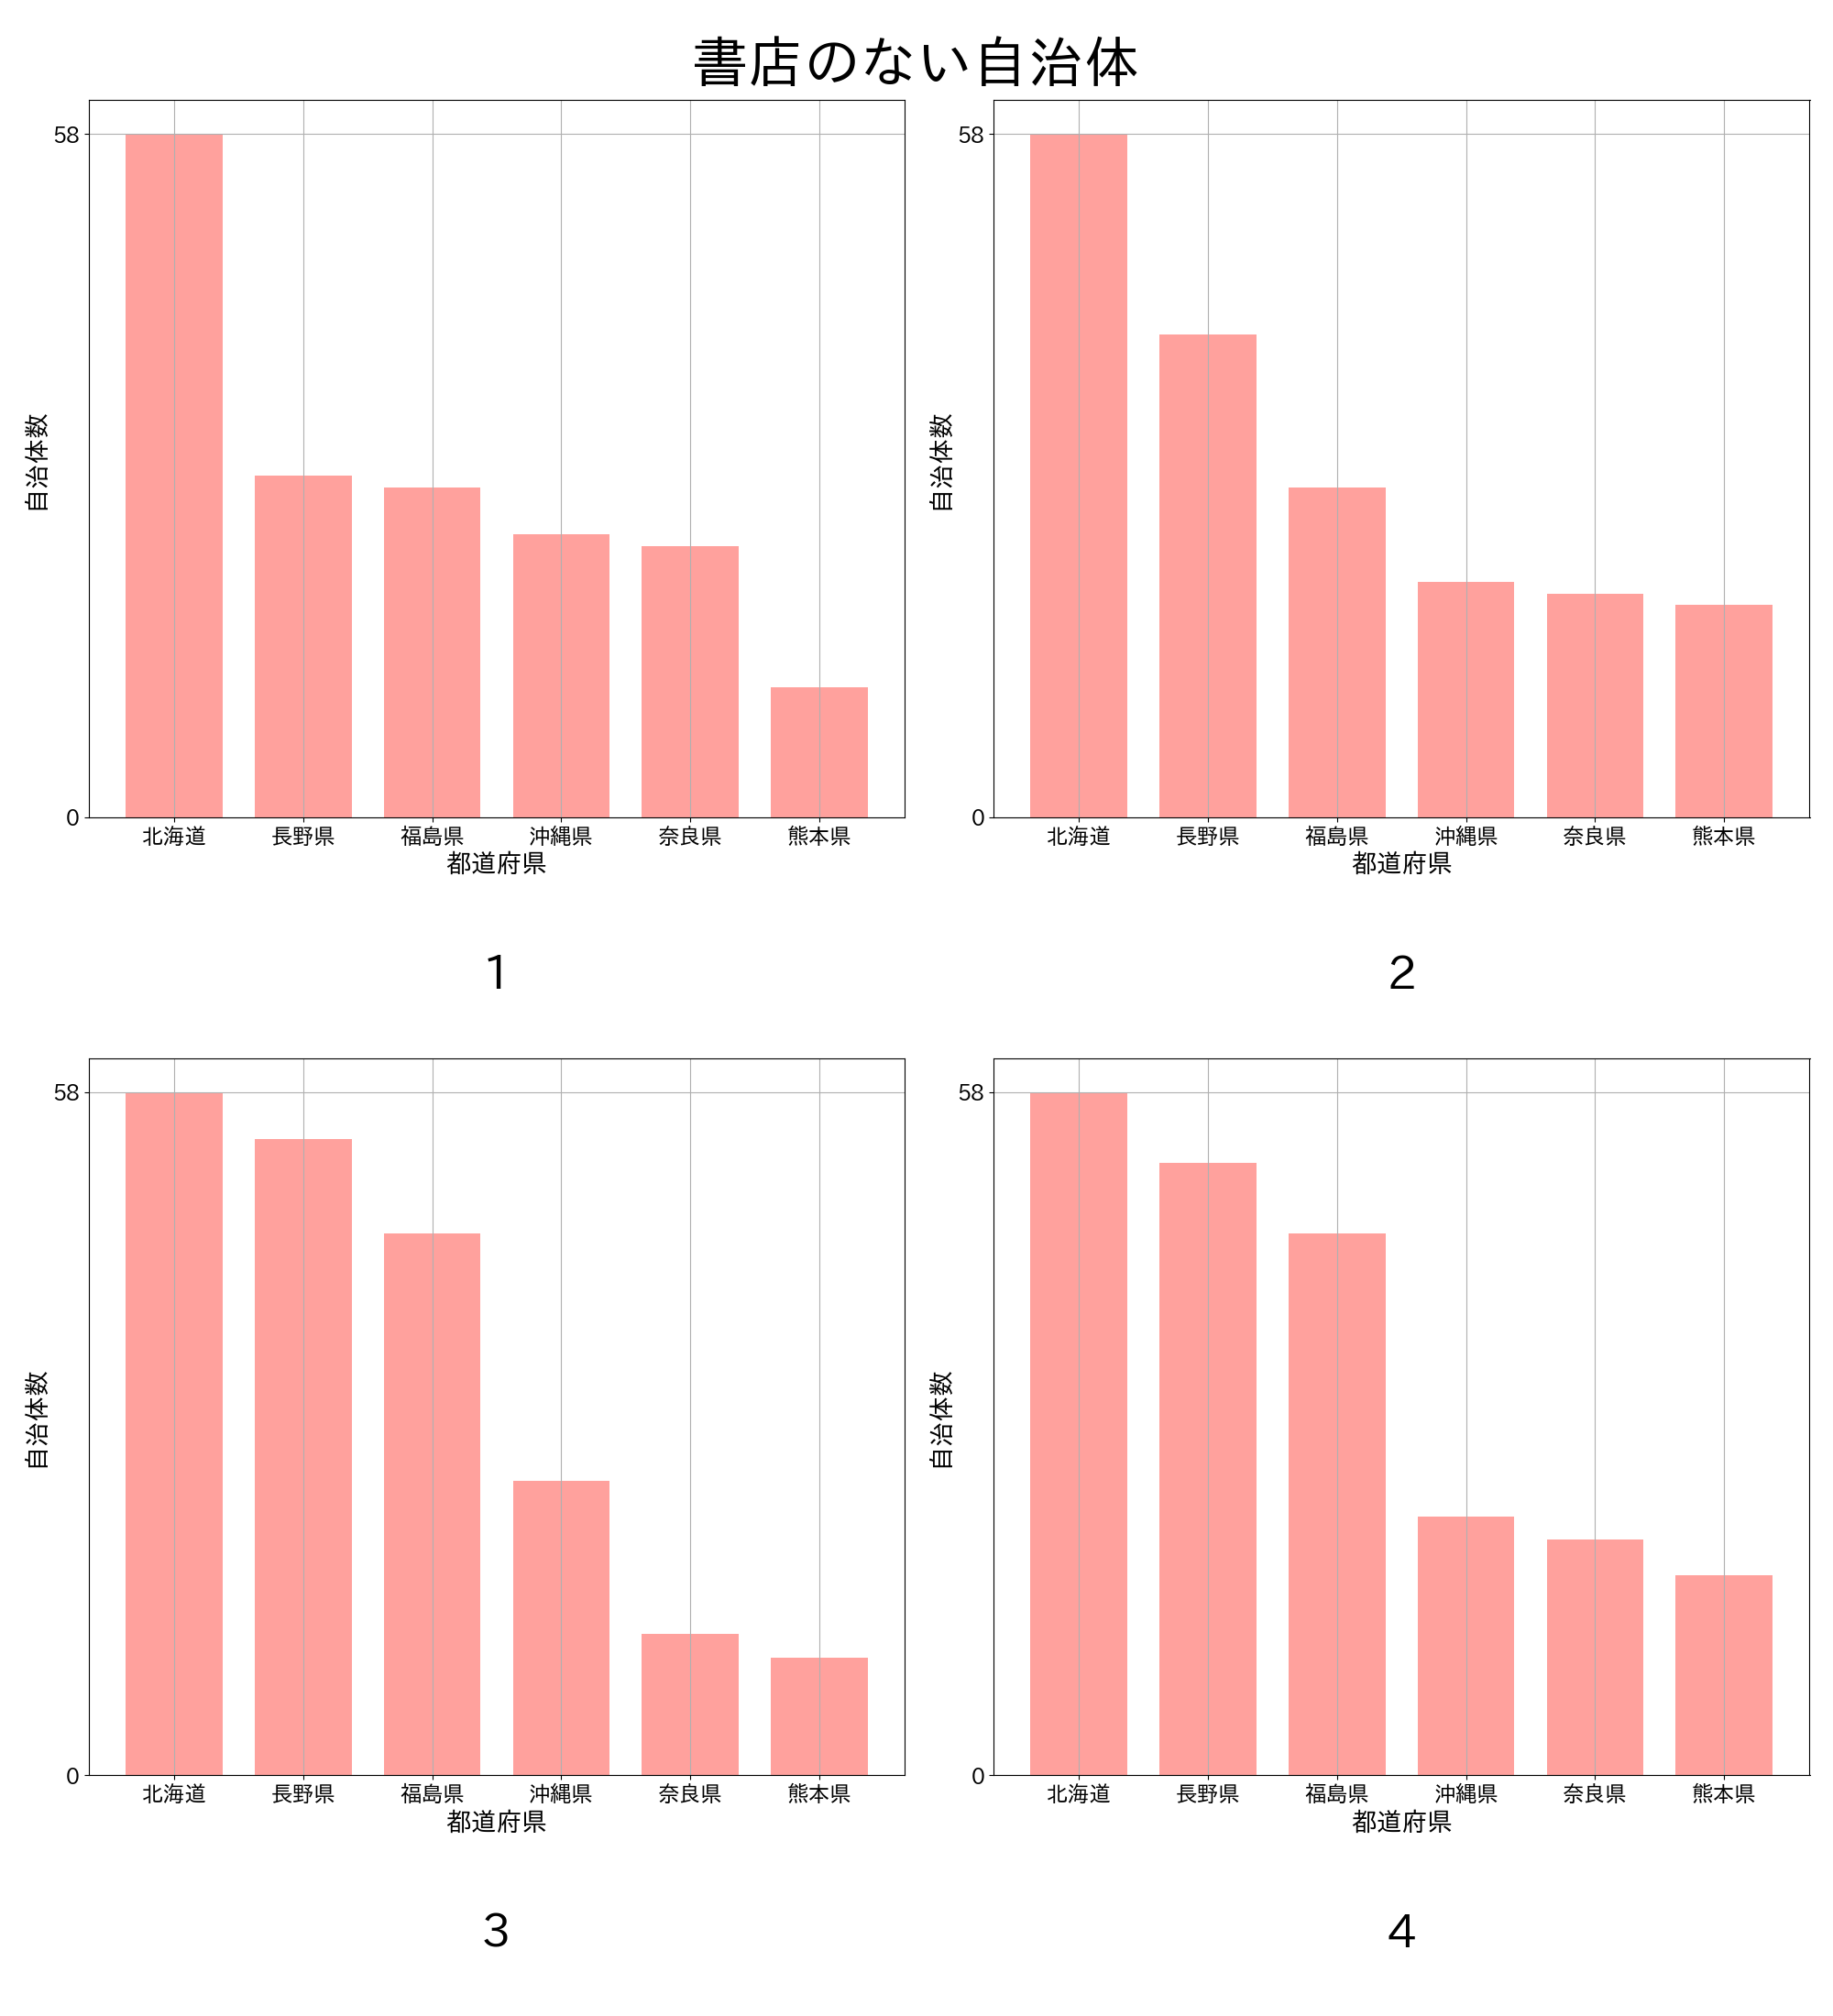 書店のない自治体
58
0
自治体数
北海道 長野県 福島県 沖縄県 奈良県 熊本県
都道府県
1
58
0
自治体数
北海道 長野県 福島県 沖縄県 奈良県 熊本県
都道府県
2
58
0
自治体数
北海道 長野県 福島県 沖縄県 奈良県 熊本県
都道府県
3
58
0
自治体数
北海道 長野県 福島県 沖縄県 奈良県 熊本県
都道府県
4